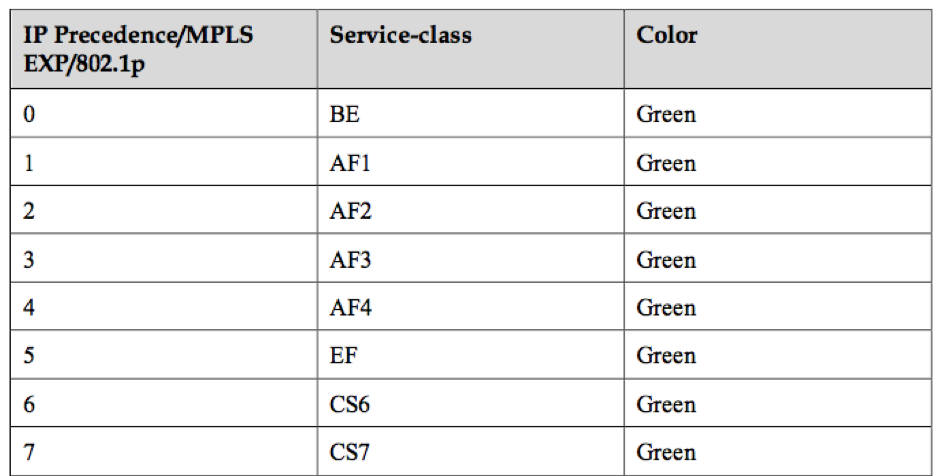 IP Precedence/MPLS EXP/802.1p Service-class Color
0 BE Green
1 AF1 Green
2 AF2 Green
3 AF3 Green
4 AF4 Green
5 EF Green
6 CS6 Green
7 CS7 Green